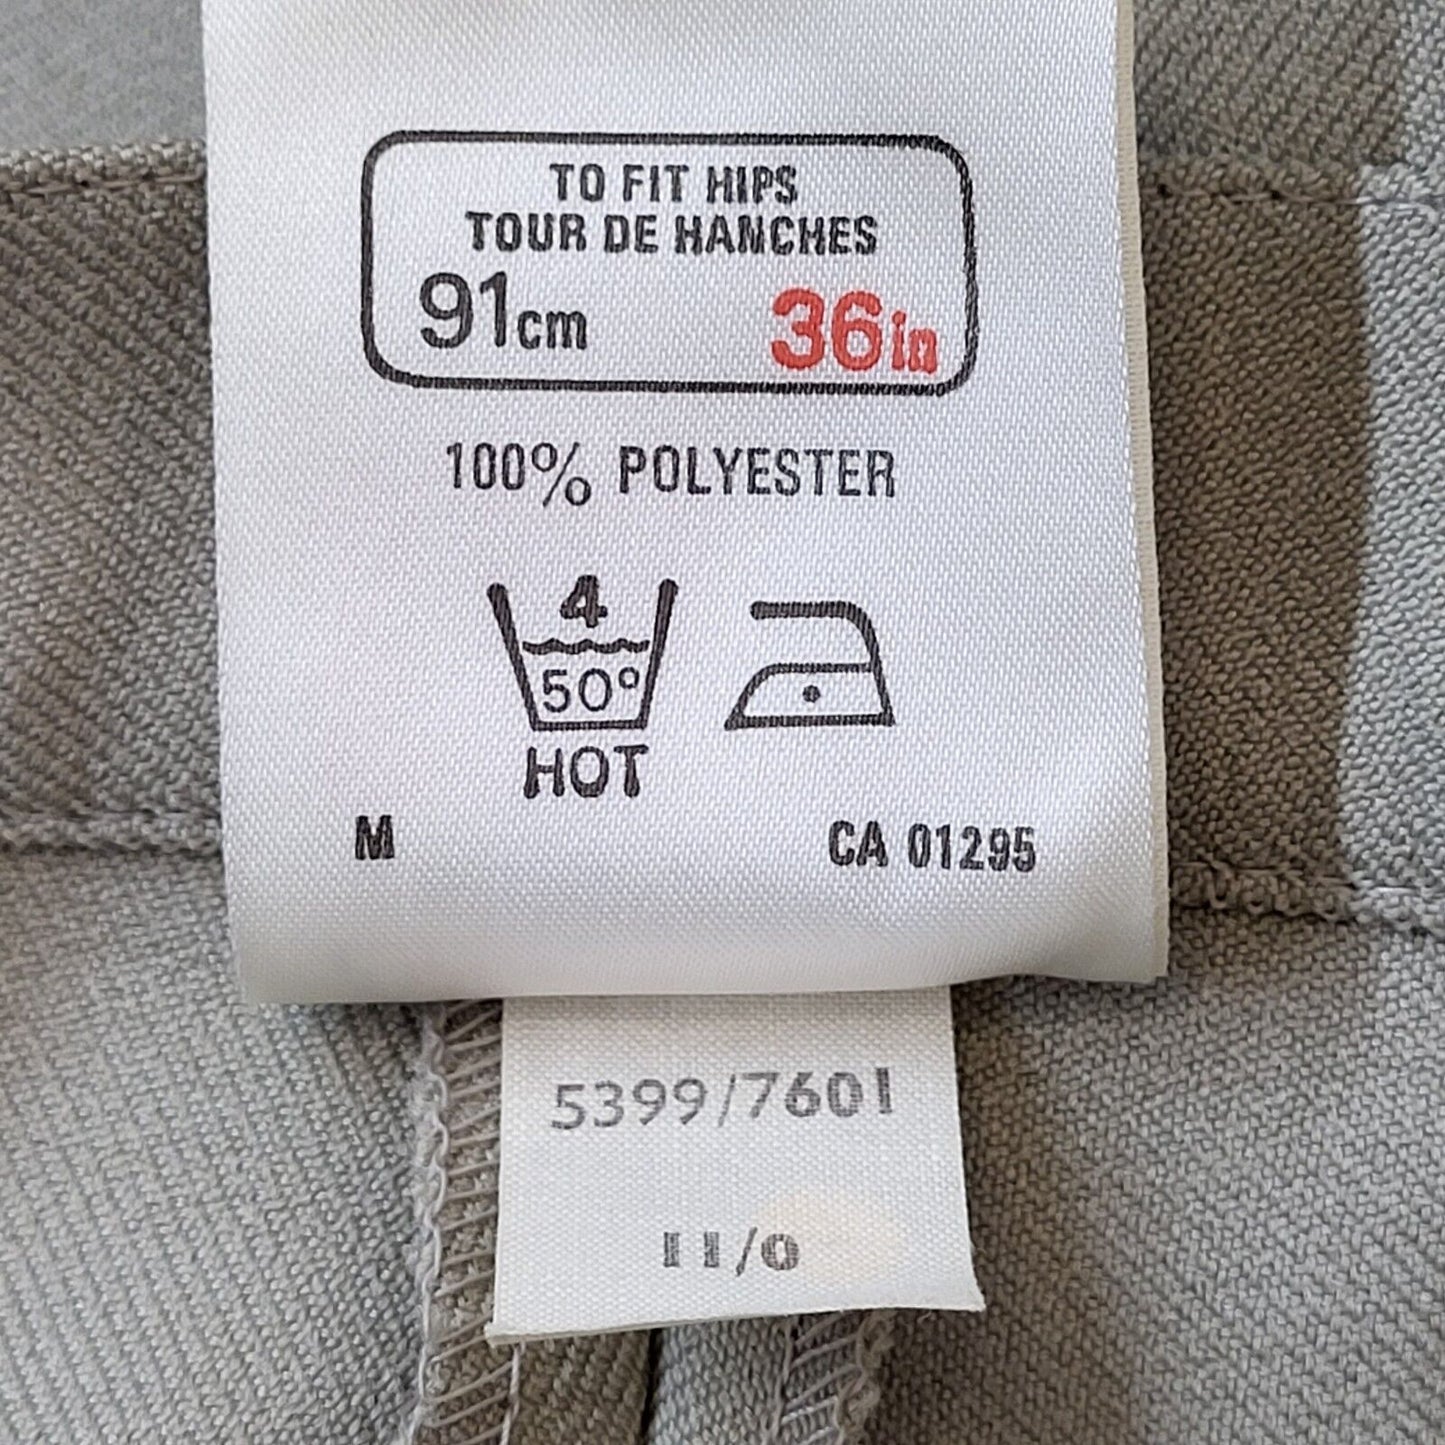 TO FIT HIPS
TOUR DE HANCHES
91cm 36in
100% POLYESTER
4
50°
HOT
M CA 01295
5399/7601
11/0